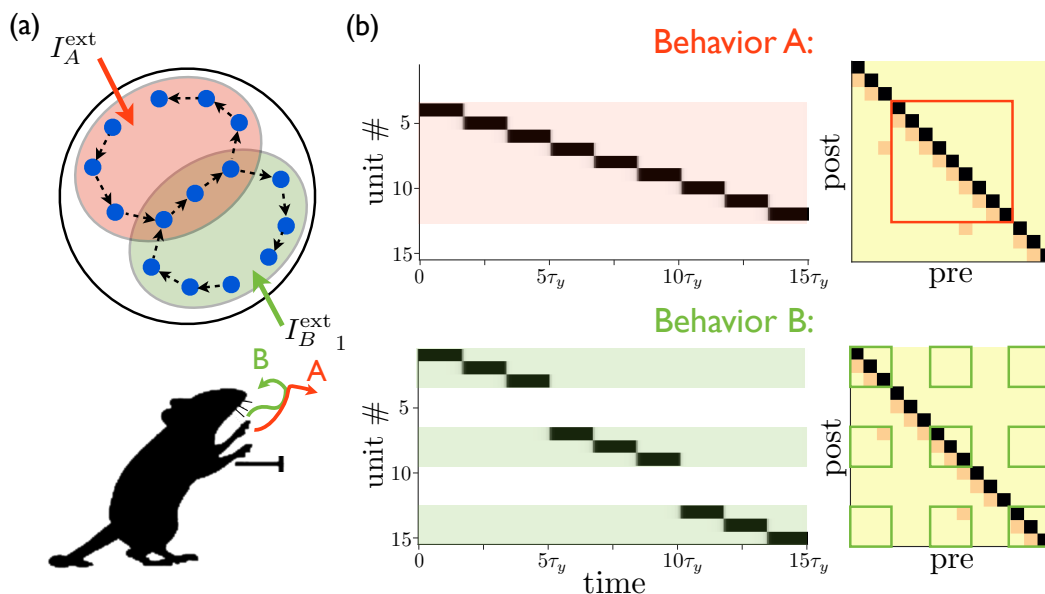 (a)
I_A^ext
I_B^ext 1
B
A
(b)
Behavior A:
unit #
5
10
15
0
5τ_y
10τ_y
15τ_y
post
pre
Behavior B:
unit #
5
10
15
0
5τ_y
10τ_y
15τ_y
time
post
pre